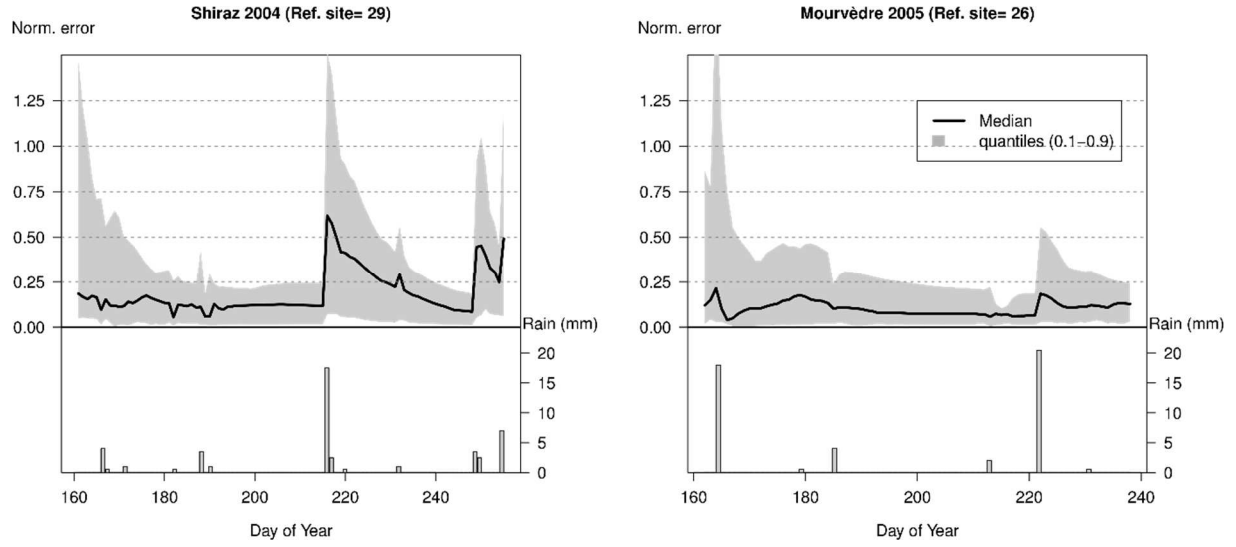 Shiraz 2004 (Ref. site= 29)
Norm. error
1.25
1.00
0.75
0.50
0.25
0.00
Rain (mm)
20
15
10
5
0
160 180 200 220 240
Day of Year
Mourvèdre 2005 (Ref. site= 26)
Norm. error
1.25
1.00
0.75
0.50
0.25
0.00
Median
quantiles (0.1−0.9)
Rain (mm)
20
15
10
5
0
160 180 200 220 240
Day of Year